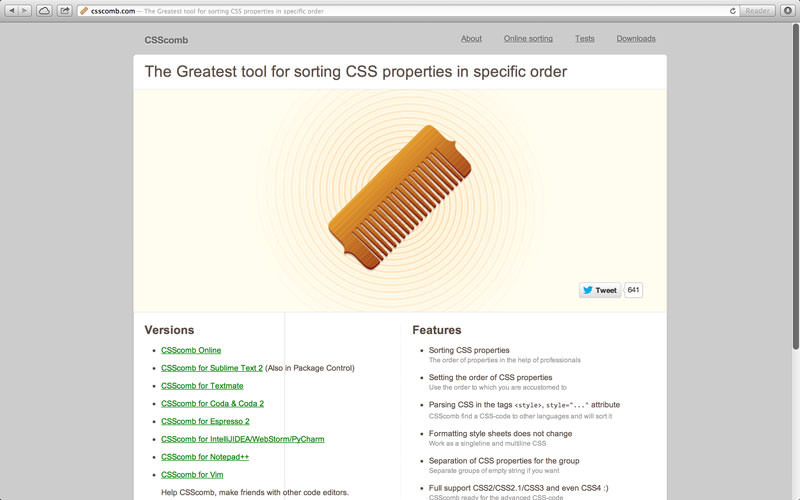 csscomb.com — The Greatest tool for sorting CSS properties in specific order
Reader
CSScomb
About
Online sorting
Tests
Downloads
The Greatest tool for sorting CSS properties in specific order
Tweet
641
Versions
CSScomb Online
CSScomb for Sublime Text 2 (Also in Package Control)
CSScomb for Textmate
CSScomb for Coda & Coda 2
CSScomb for Espresso 2
CSScomb for IntelliJIDEA/WebStorm/PyCharm
CSScomb for Notepad++
CSScomb for Vim
Help CSScomb, make friends with other code editors.
Features
Sorting CSS properties
The order of properties in the help of professionals
Setting the order of CSS properties
Use the order to which you are accustomed to
Parsing CSS in the tags <style>, style="..." attribute
CSScomb find a CSS-code to other languages and will sort it
Formatting style sheets does not change
Work as a singleline and multiline CSS
Separation of CSS properties for the group
Separate groups of empty string if you want
Full support CSS2/CSS2.1/CSS3 and even CSS4 :)
CSScomb ready for the advanced CSS-code